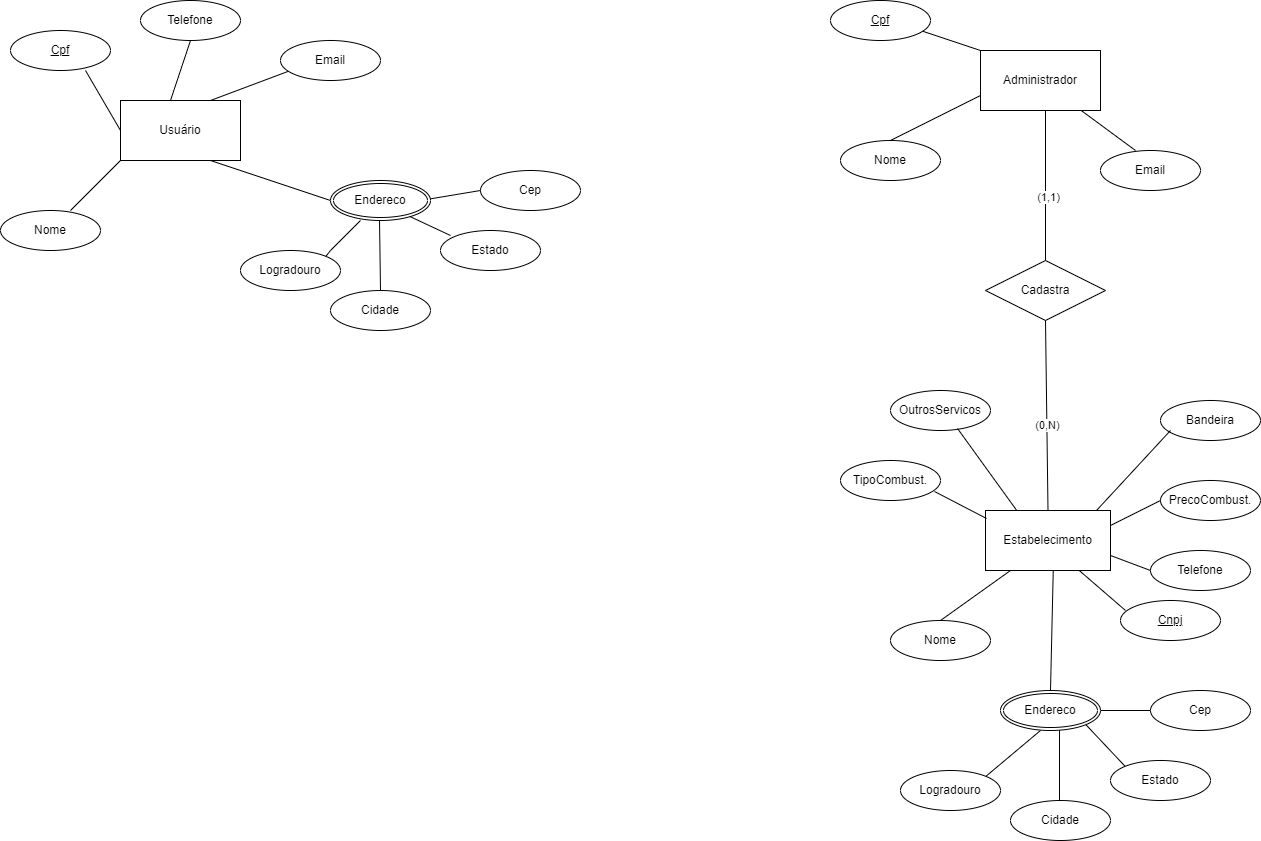 Telefone
Cpf
Email
Usuário
Nome
Endereco
Cep
Logradouro
Estado
Cidade
Cpf
Administrador
Nome
Email
(1,1)
Cadastra
(0,N)
OutrosServicos
Bandeira
TipoCombust.
PrecoCombust.
Estabelecimento
Telefone
Cnpj
Nome
Endereco
Cep
Logradouro
Estado
Cidade